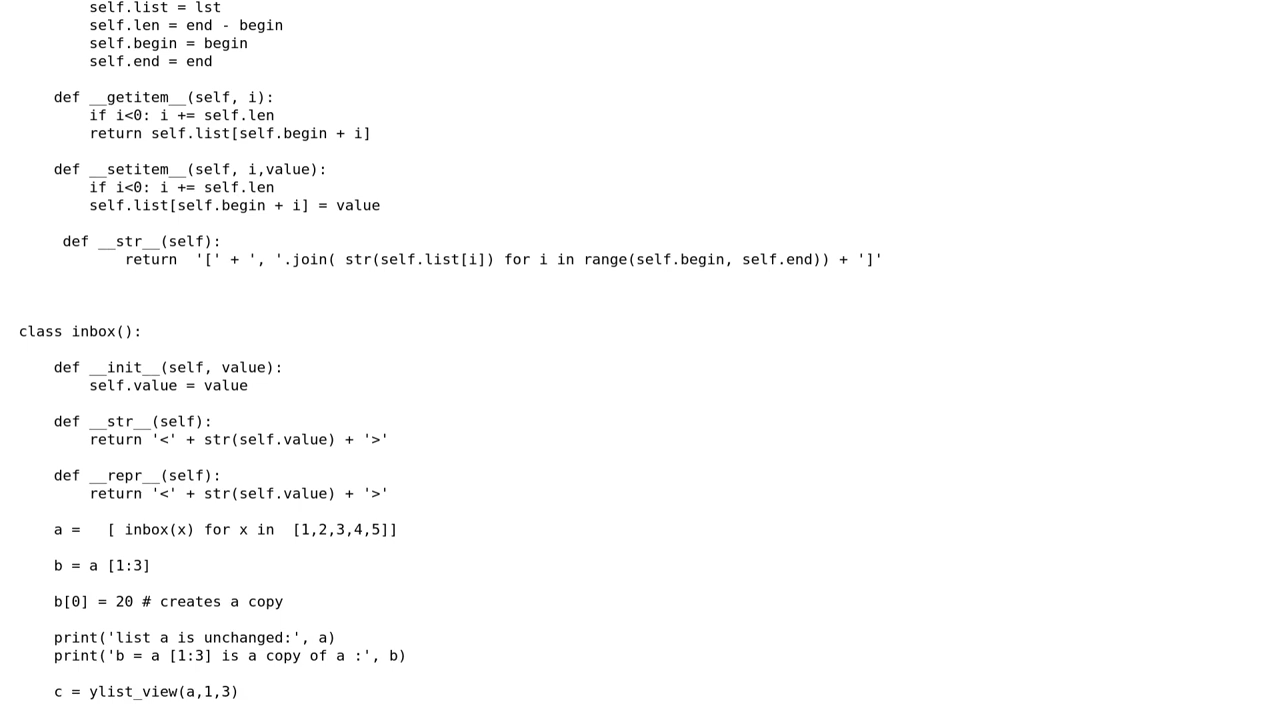 self.list = lst
        self.len = end - begin
        self.begin = begin
        self.end = end

    def __getitem__(self, i):
        if i<0: i += self.len
        return self.list[self.begin + i]

    def __setitem__(self, i,value):
        if i<0: i += self.len
        self.list[self.begin + i] = value

     def __str__(self):
            return  '[' + ', '.join( str(self.list[i]) for i in range(self.begin, self.end)) + ']'



class inbox():

    def __init__(self, value):
        self.value = value

    def __str__(self):
        return '<' + str(self.value) + '>'

    def __repr__(self):
        return '<' + str(self.value) + '>'

    a =   [ inbox(x) for x in  [1,2,3,4,5]]

    b = a [1:3]

    b[0] = 20 # creates a copy

    print('list a is unchanged:', a)
    print('b = a [1:3] is a copy of a :', b)

    c = ylist_view(a,1,3)